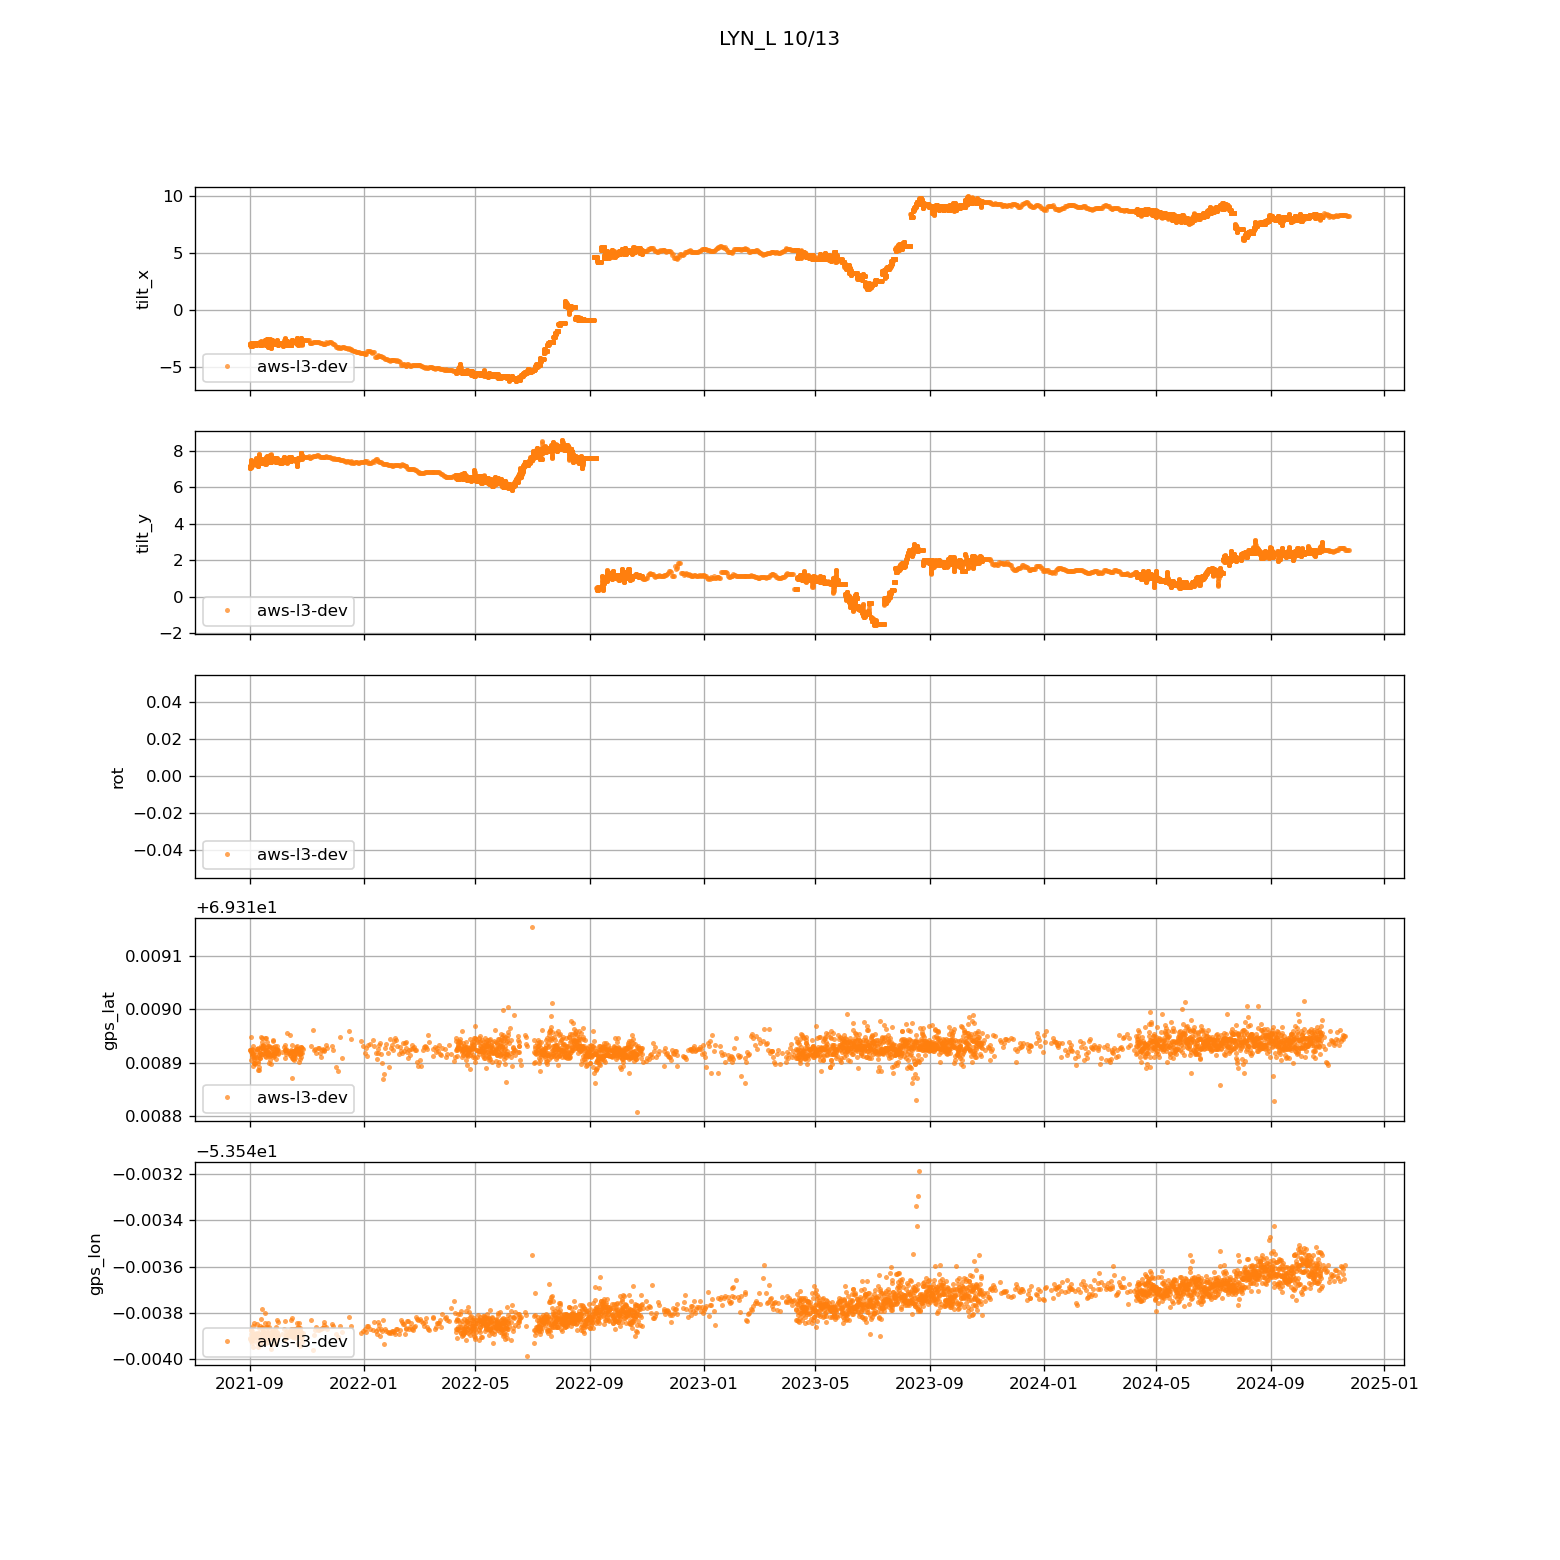 LYN_L 10/13
10
5
0
−5
tilt_x
aws-l3-dev
8
6
4
2
0
−2
tilt_y
aws-l3-dev
0.04
0.02
0.00
−0.02
−0.04
rot
aws-l3-dev
+6.931e1
0.0091
0.0090
0.0089
0.0088
gps_lat
aws-l3-dev
−5.354e1
−0.0032
−0.0034
−0.0036
−0.0038
−0.0040
gps_lon
aws-l3-dev
2021-09 2022-01 2022-05 2022-09 2023-01 2023-05 2023-09 2024-01 2024-05 2024-09 2025-01